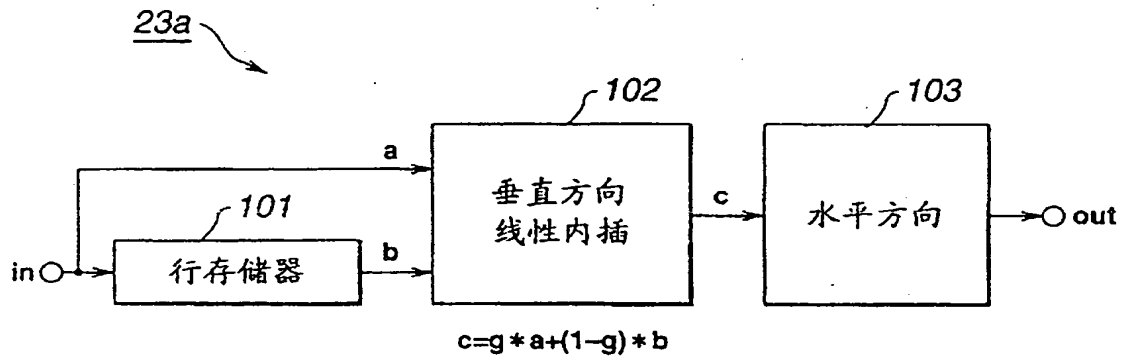 23a
102
103
a
垂直方向
线性内插
c
水平方向
out
101
in
行存储器
b
c=g*a+(1-g)*b